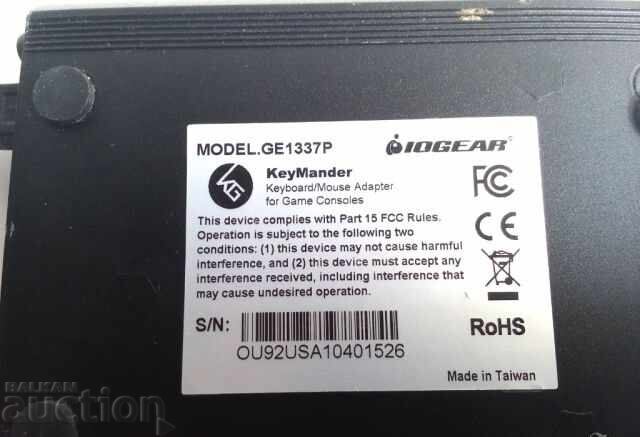 MODEL.GE1337P
IOGEAR®
KeyMander
Keyboard/Mouse Adapter
for Game Consoles
FCC
This device complies with Part 15 FCC Rules.
Operation is subject to the following two
conditions: (1) this device may not cause harmful
interference, and (2) this device must accept any
interference received, including interference that
may cause undesired operation.
CE
S/N:
OU92USA10401526
RoHS
Made in Taiwan
BALKAN
auction